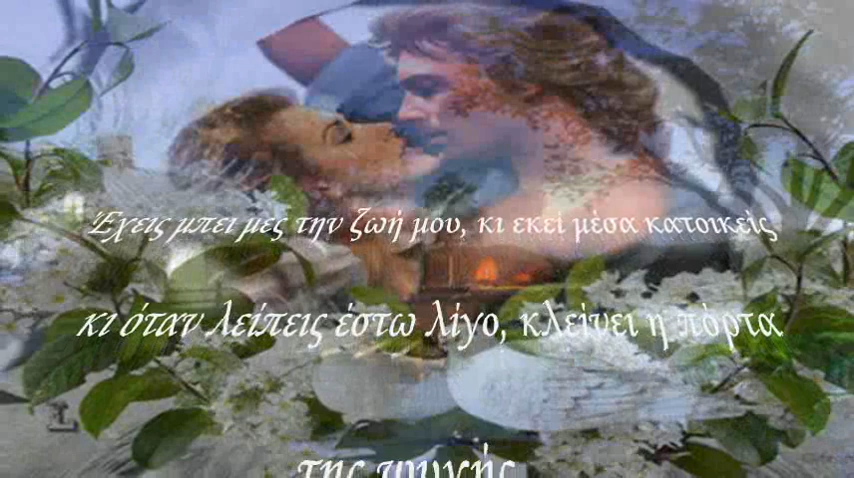 Έχεις μπει μες την ζωή μου, κι εκεί μέσα κατοικείς
κι όταν λείπεις έστω λίγο, κλείνει η πόρτα
της ψυχής